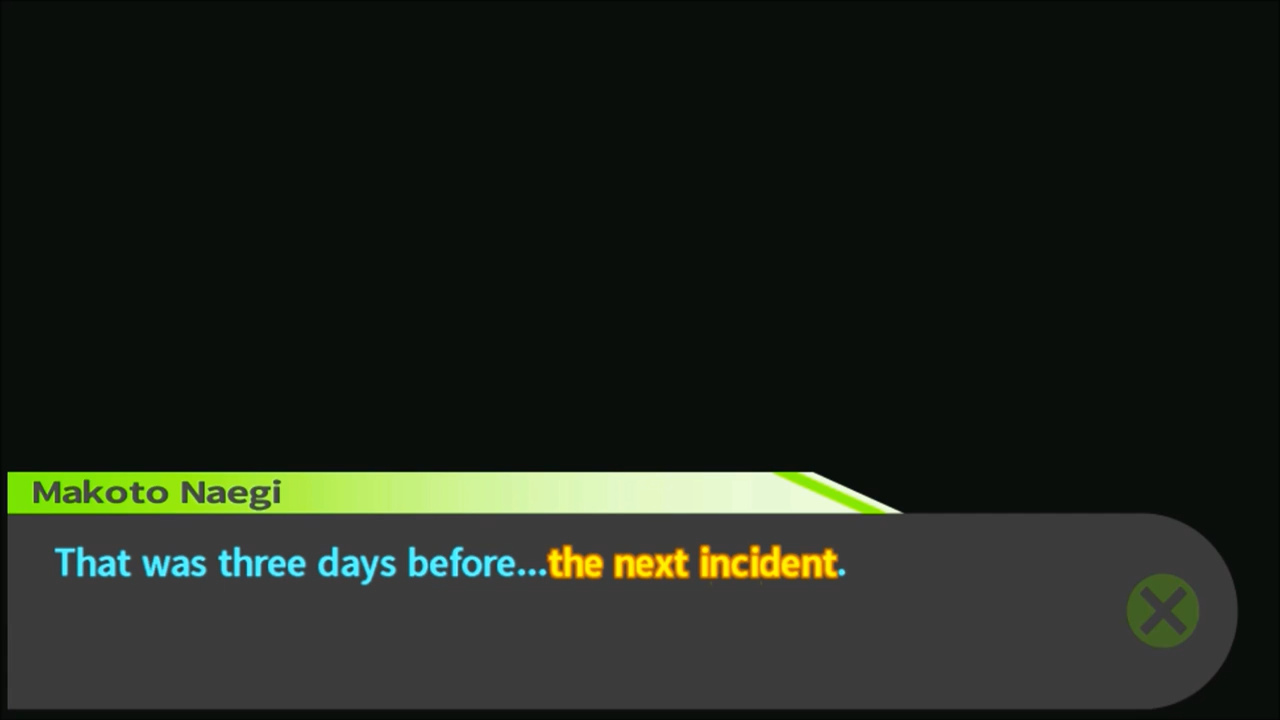 Makoto Naegi
That was three days before...the next incident.